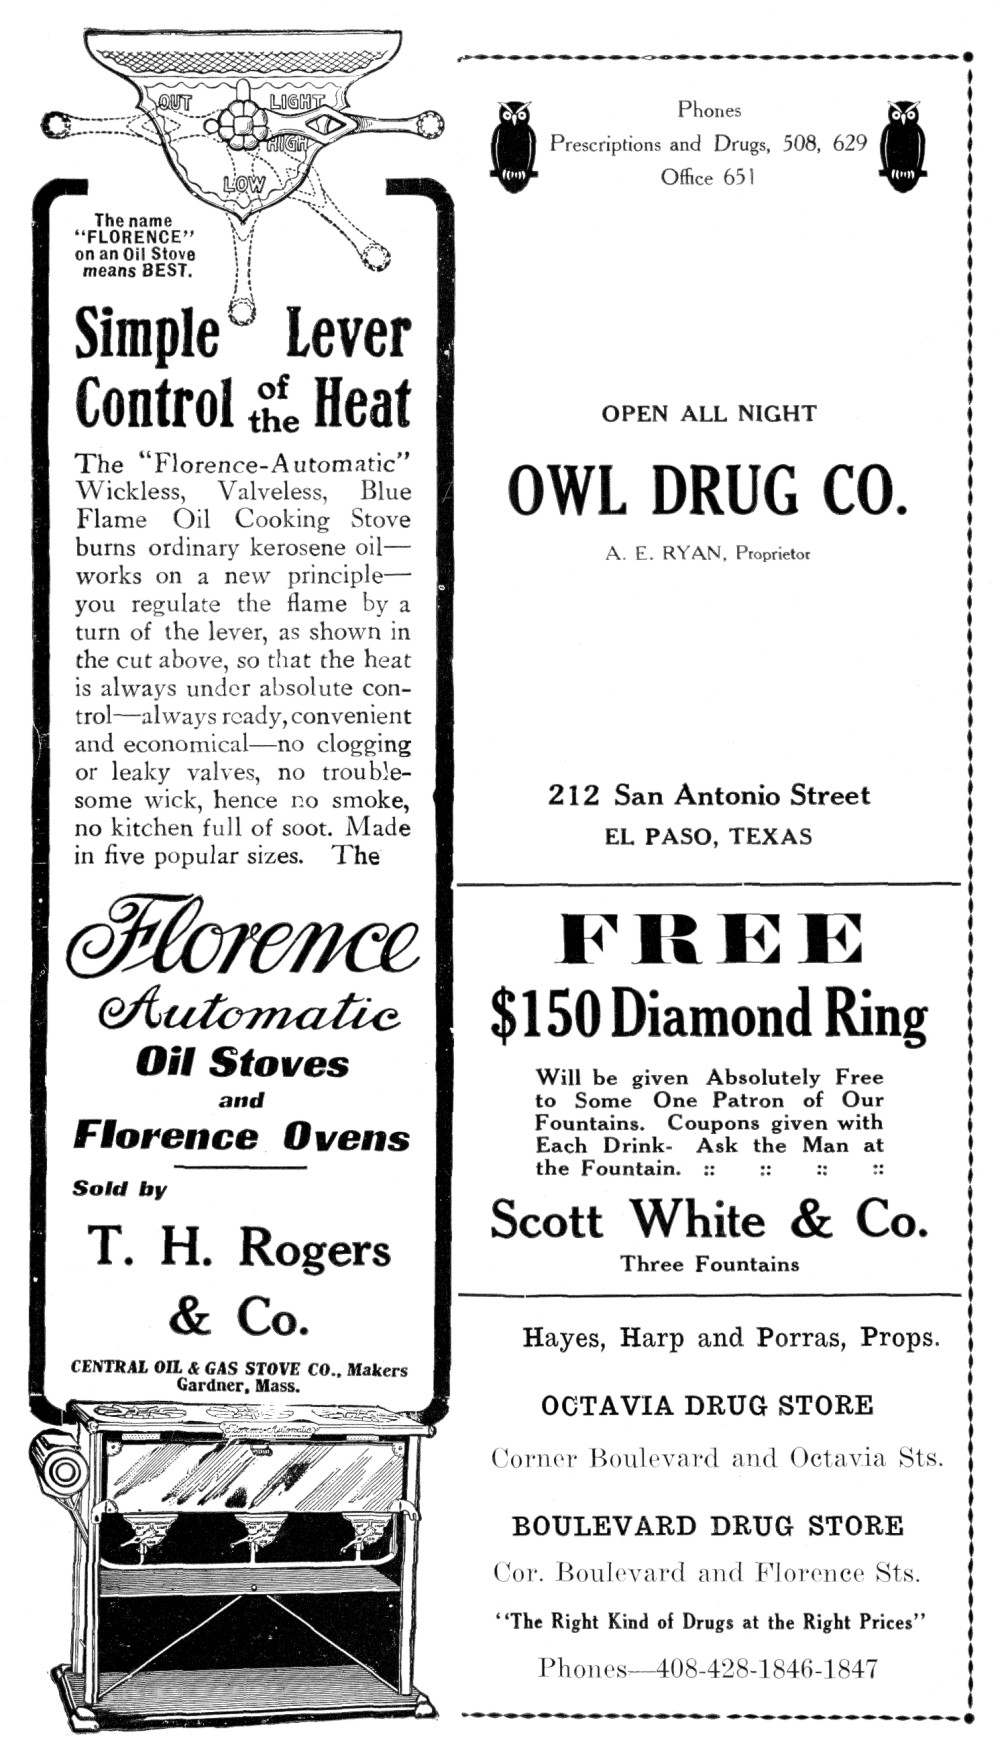 OUT
LIGHT
HIGH
LOW
The name
"FLORENCE"
on an Oil Stove
means BEST.
Simple Lever
Control of the Heat
The "Florence-Automatic"
Wickless, Valveless, Blue
Flame Oil Cooking Stove
burns ordinary kerosene oil—
works on a new principle—
you regulate the flame by a
turn of the lever, as shown in
the cut above, so that the heat
is always under absolute con-
trol—always ready, convenient
and economical—no clogging
or leaky valves, no trouble-
some wick, hence no smoke,
no kitchen full of soot. Made
in five popular sizes. The
Florence
Automatic
Oil Stoves
and
Florence Ovens
Sold by
T. H. Rogers
& Co.
CENTRAL OIL & GAS STOVE CO., Makers
Gardner, Mass.
Florence Automatic
Phones
Prescriptions and Drugs, 508, 629
Office 651
OPEN ALL NIGHT
OWL DRUG CO.
A. E. RYAN, Proprietor
212 San Antonio Street
EL PASO, TEXAS
FREE
$150 Diamond Ring
Will be given Absolutely Free
to Some One Patron of Our
Fountains. Coupons given with
Each Drink- Ask the Man at
the Fountain. :: :: :: ::
Scott White & Co.
Three Fountains
Hayes, Harp and Porras, Props.
OCTAVIA DRUG STORE
Corner Boulevard and Octavia Sts.
BOULEVARD DRUG STORE
Cor. Boulevard and Florence Sts.
"The Right Kind of Drugs at the Right Prices"
Phones—408-428-1846-1847